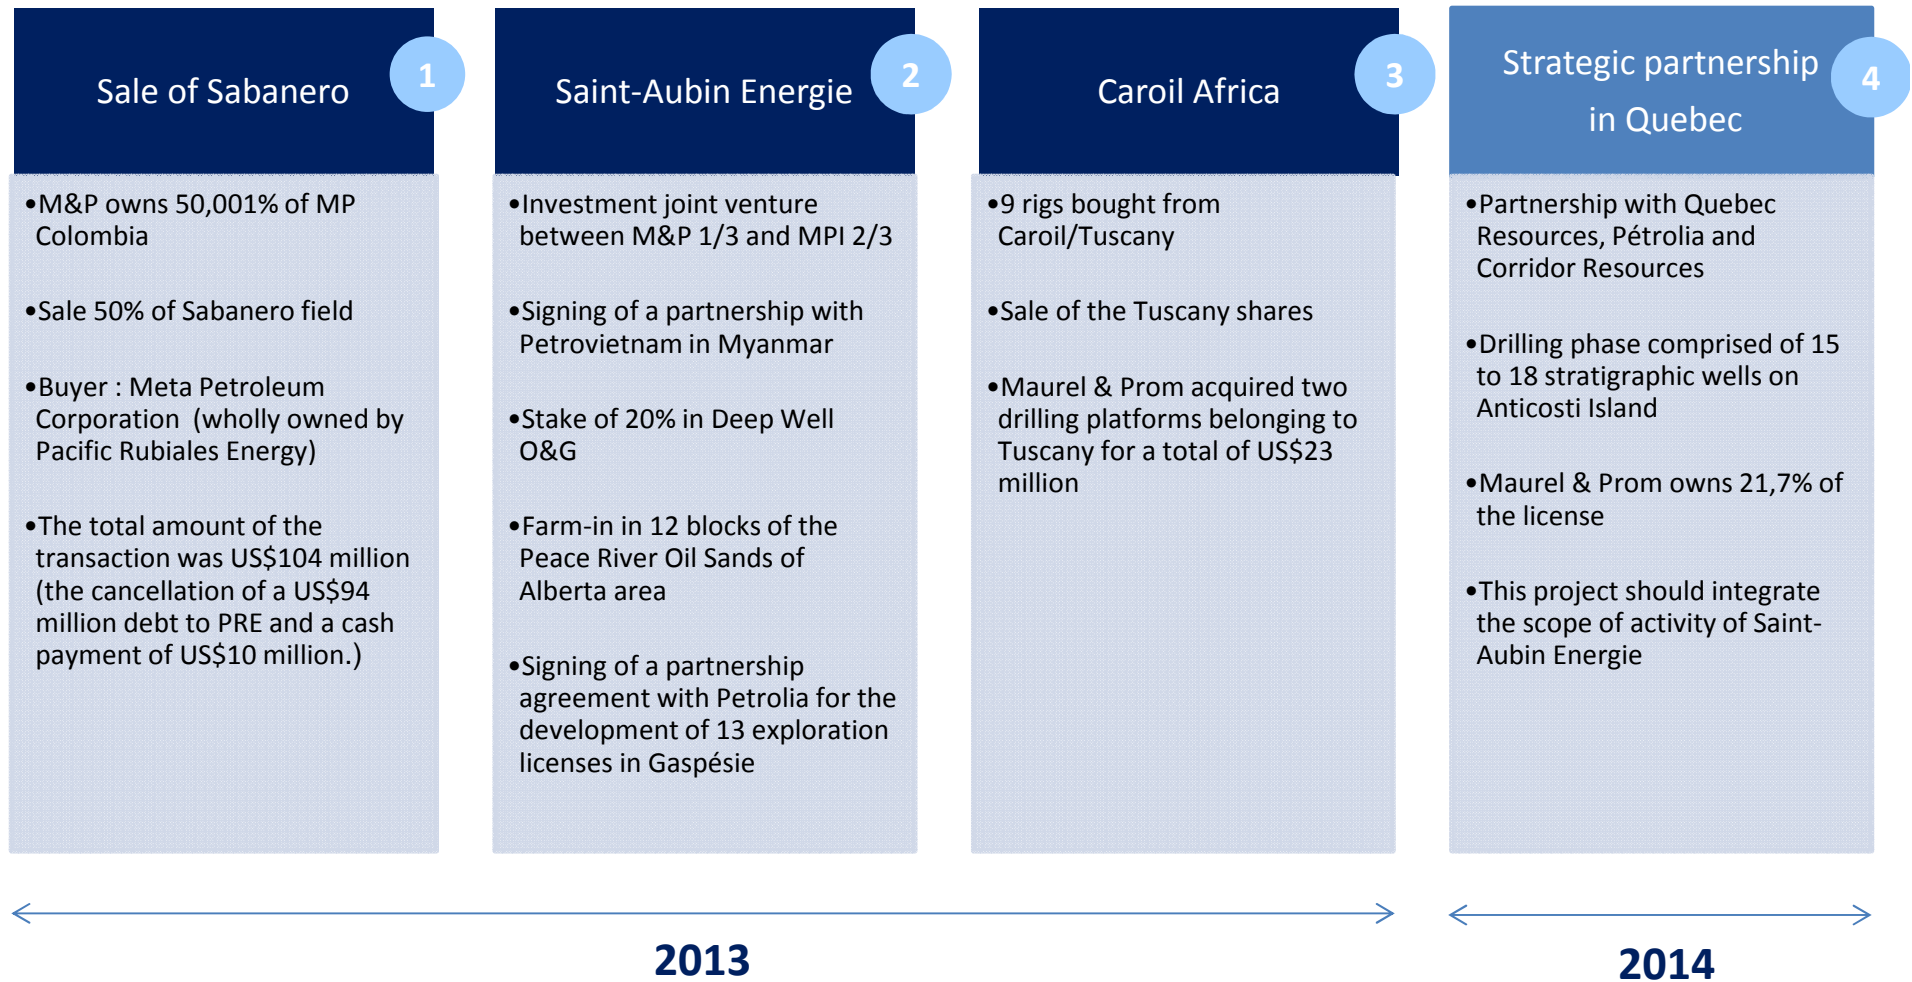 Sale of Sabanero
1
•M&P owns 50,001% of MP
Colombia
•Sale 50% of Sabanero field
•Buyer : Meta Petroleum
Corporation (wholly owned by
Pacific Rubiales Energy)
•The total amount of the
transaction was US$104 million
(the cancellation of a US$94
million debt to PRE and a cash
payment of US$10 million.)
Saint-Aubin Energie
2
•Investment joint venture
between M&P 1/3 and MPI 2/3
•Signing of a partnership with
Petrovietnam in Myanmar
•Stake of 20% in Deep Well
O&G
•Farm-in in 12 blocks of the
Peace River Oil Sands of
Alberta area
•Signing of a partnership
agreement with Petrolia for the
development of 13 exploration
licenses in Gaspésie
Caroil Africa
3
•9 rigs bought from
Caroil/Tuscany
•Sale of the Tuscany shares
•Maurel & Prom acquired two
drilling platforms belonging to
Tuscany for a total of US$23
million
Strategic partnership
in Quebec
4
•Partnership with Quebec
Resources, Pétrolia and
Corridor Resources
•Drilling phase comprised of 15
to 18 stratigraphic wells on
Anticosti Island
•Maurel & Prom owns 21,7% of
the license
•This project should integrate
the scope of activity of Saint-
Aubin Energie
2013
2014